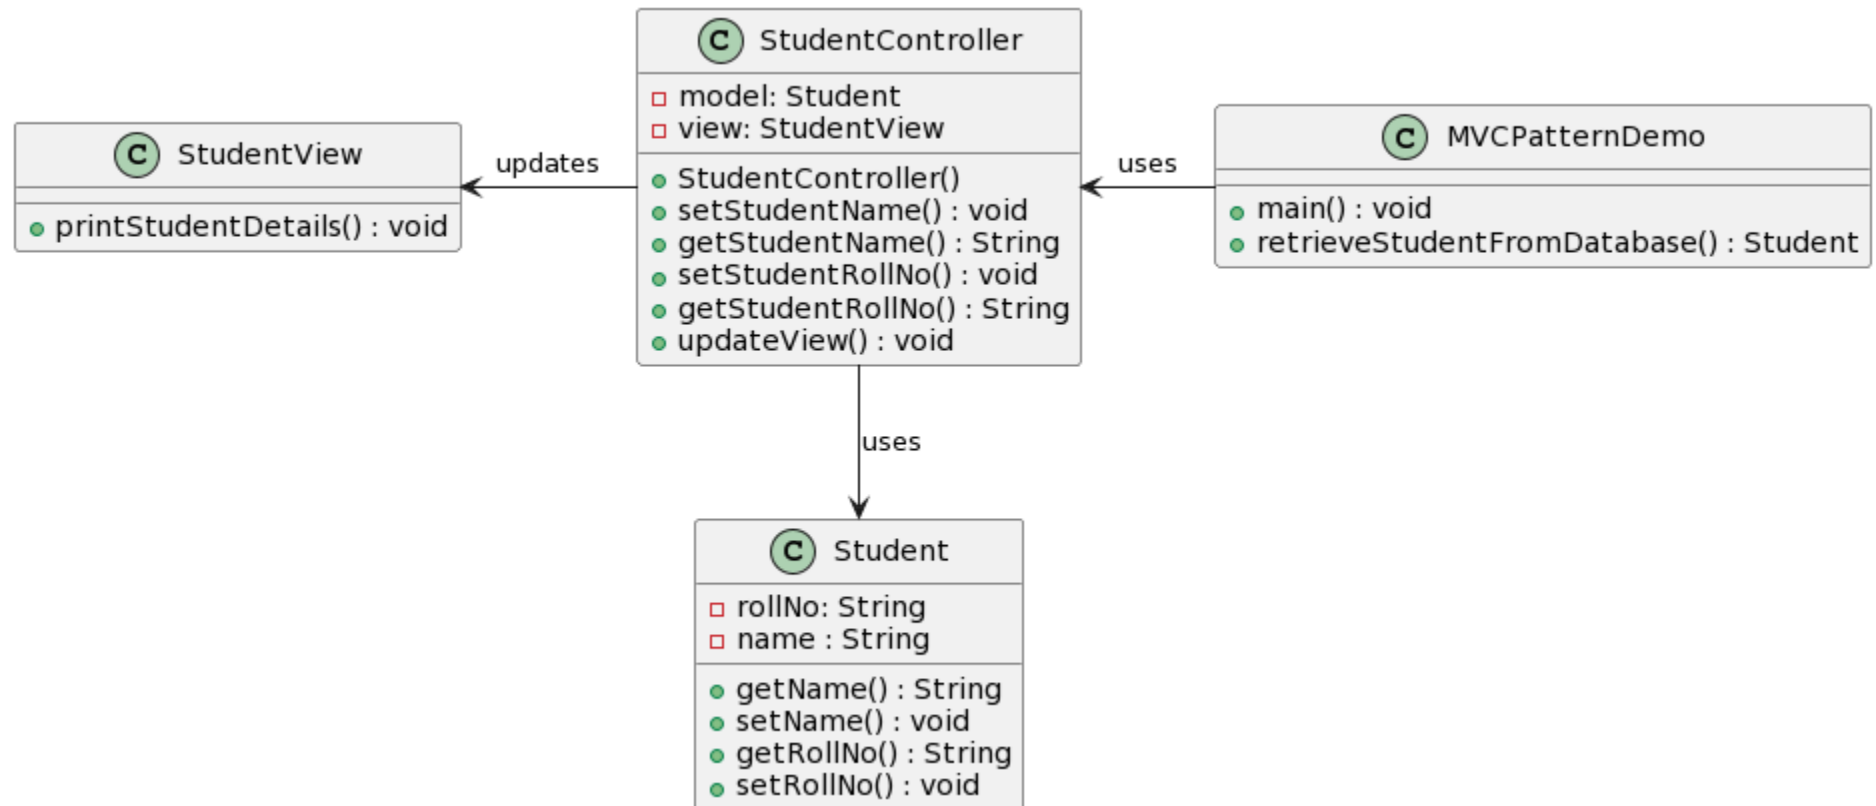 C StudentController
model: Student
view: StudentView
StudentController()
setStudentName() : void
getStudentName() : String
setStudentRollNo() : void
getStudentRollNo() : String
updateView() : void
C StudentView
printStudentDetails() : void
updates
uses
C MVCPatternDemo
main() : void
retrieveStudentFromDatabase() : Student
uses
C Student
rollNo: String
name : String
getName() : String
setName() : void
getRollNo() : String
setRollNo() : void